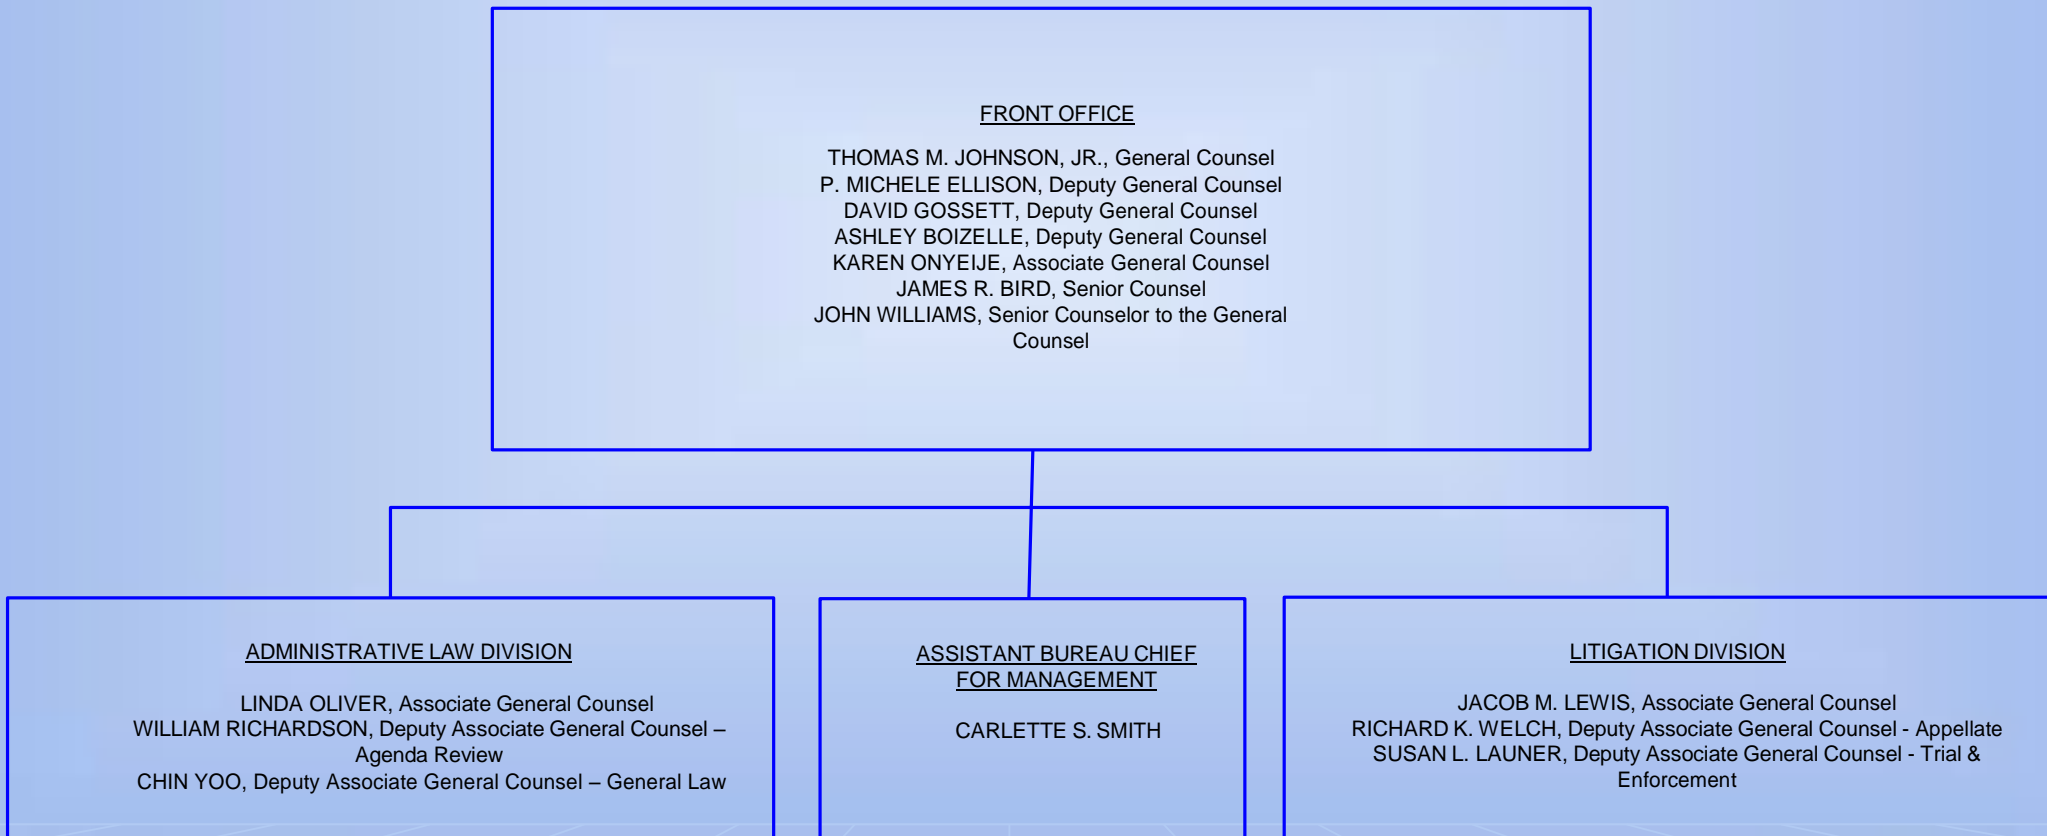 FRONT OFFICE
THOMAS M. JOHNSON, JR., General Counsel
P. MICHELE ELLISON, Deputy General Counsel
DAVID GOSSETT, Deputy General Counsel
ASHLEY BOIZELLE, Deputy General Counsel
KAREN ONYEIJE, Associate General Counsel
JAMES R. BIRD, Senior Counsel
JOHN WILLIAMS, Senior Counselor to the General
Counsel
ADMINISTRATIVE LAW DIVISION
LINDA OLIVER, Associate General Counsel
WILLIAM RICHARDSON, Deputy Associate General Counsel –
Agenda Review
CHIN YOO, Deputy Associate General Counsel – General Law
ASSISTANT BUREAU CHIEF
FOR MANAGEMENT
CARLETTE S. SMITH
LITIGATION DIVISION
JACOB M. LEWIS, Associate General Counsel
RICHARD K. WELCH, Deputy Associate General Counsel - Appellate
SUSAN L. LAUNER, Deputy Associate General Counsel - Trial &
Enforcement